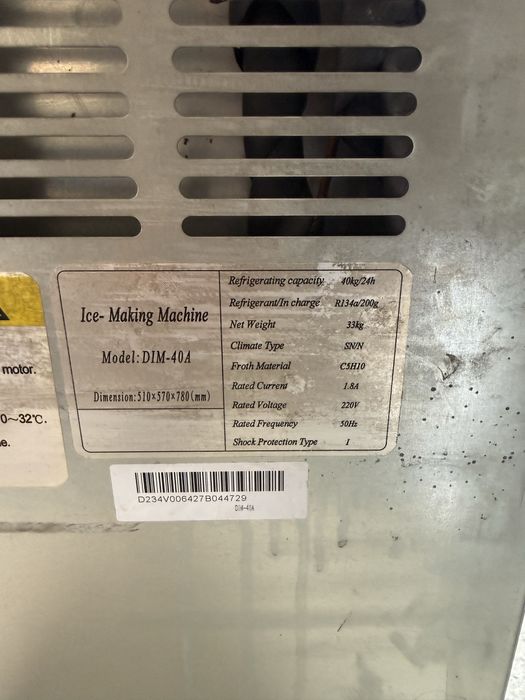 motor.
0~32℃.
e.
Ice- Making Machine
Model:DIM-40A
Dimension:510×570×780(mm)
Refrigerating capacity 40kg/24h
Refrigerant/In charge R134a/200g
Net Weight 33kg
Climate Type SN/N
Froth Material C5H10
Rated Current 1.8A
Rated Voltage 220V
Rated Frequency 50Hz
Shock Protection Type I
D234V006427B044729
DIM-40A